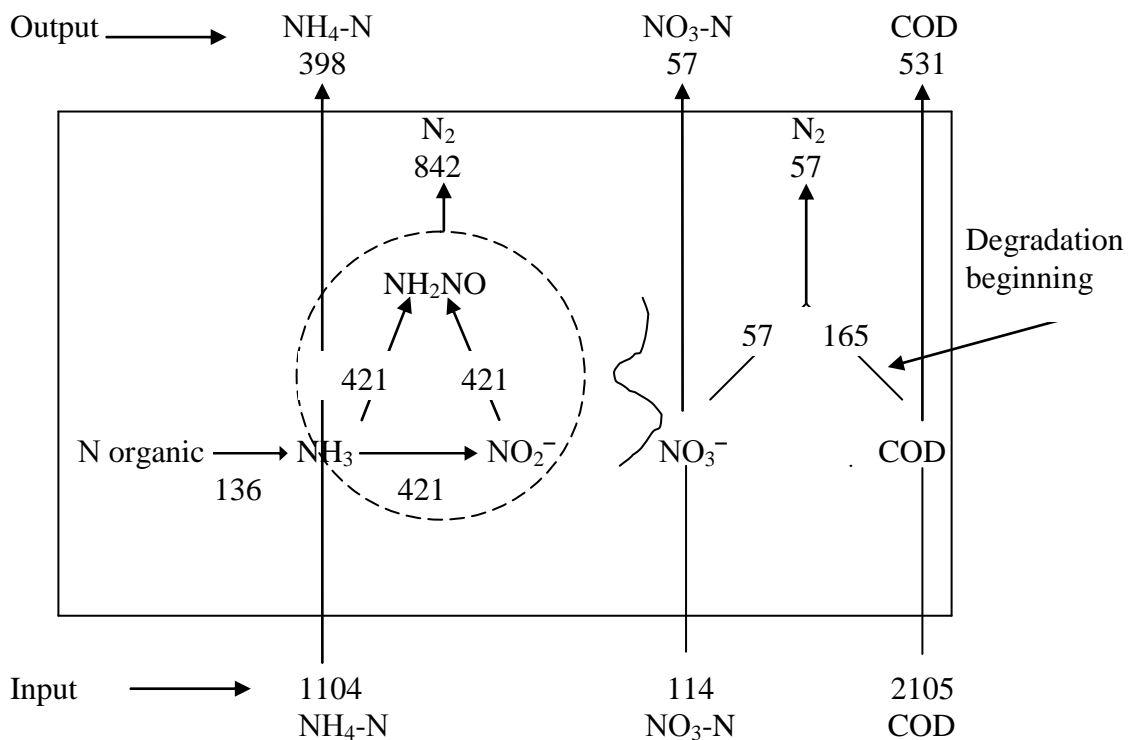 Output
NH₄-N
398
NO₃-N
57
COD
531
N₂
842
N₂
57
Degradation
beginning
NH₂NO
57
165
421
421
N organic
NH₃
NO₂⁻
NO₃⁻
COD
136
421
Input
1104
NH₄-N
114
NO₃-N
2105
COD